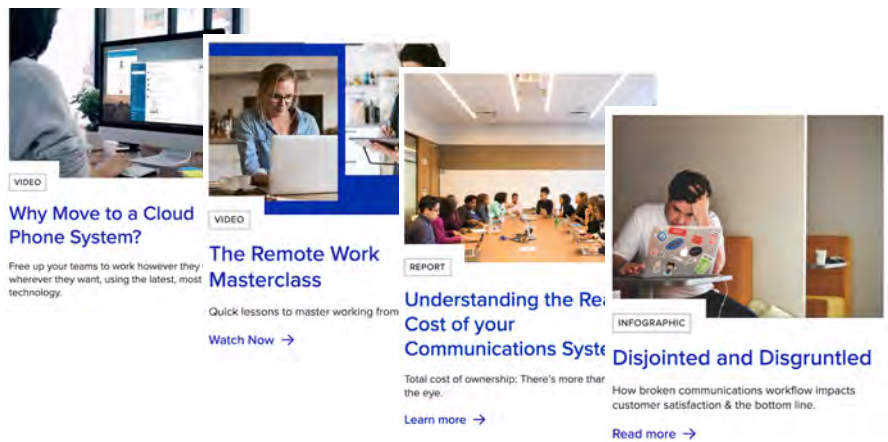 VIDEO
Why Move to a Cloud
Phone System?
Free up your teams to work however they
wherever they want, using the latest, most
technology.
VIDEO
The Remote Work
Masterclass
Quick lessons to master working from
Watch Now →
REPORT
Understanding the Rea
Cost of your
Communications Syste
Total cost of ownership: There's more than
the eye.
Learn more →
INFOGRAPHIC
Disjointed and Disgruntled
How broken communications workflow impacts
customer satisfaction & the bottom line.
Read more →